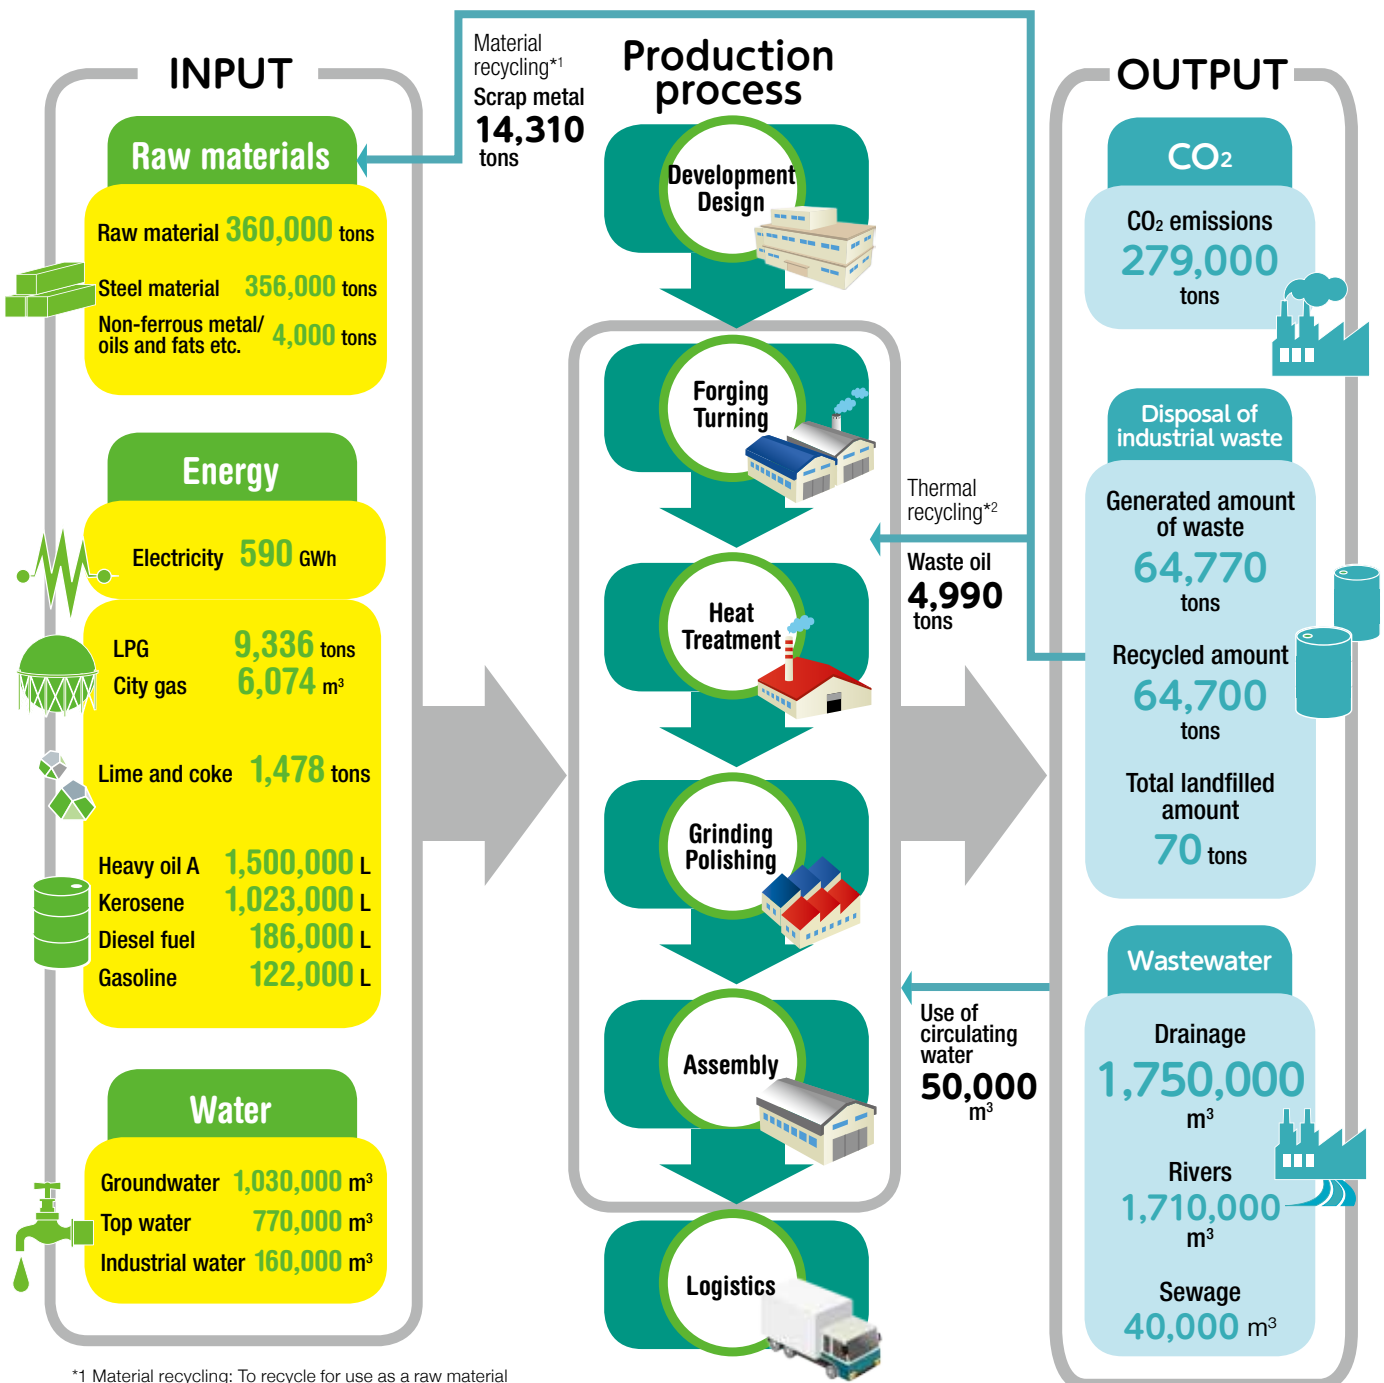 INPUT
Raw materials
Raw material 360,000 tons
Steel material 356,000 tons
Non-ferrous metal/
oils and fats etc. 4,000 tons
Energy
Electricity 590 GWh
LPG 9,336 tons
City gas 6,074 m³
Lime and coke 1,478 tons
Heavy oil A 1,500,000 L
Kerosene 1,023,000 L
Diesel fuel 186,000 L
Gasoline 122,000 L
Water
Groundwater 1,030,000 m³
Top water 770,000 m³
Industrial water 160,000 m³
*1 Material recycling: To recycle for use as a raw material
Material
recycling*1
Scrap metal
14,310
tons
Production
process
Development
Design
Forging
Turning
Heat
Treatment
Grinding
Polishing
Assembly
Logistics
Thermal
recycling*2
Waste oil
4,990
tons
Use of
circulating
water
50,000
m³
OUTPUT
CO₂
CO₂ emissions
279,000
tons
Disposal of
industrial waste
Generated amount
of waste
64,770
tons
Recycled amount
64,700
tons
Total landfilled
amount
70 tons
Wastewater
Drainage
1,750,000
m³
Rivers
1,710,000
m³
Sewage
40,000 m³